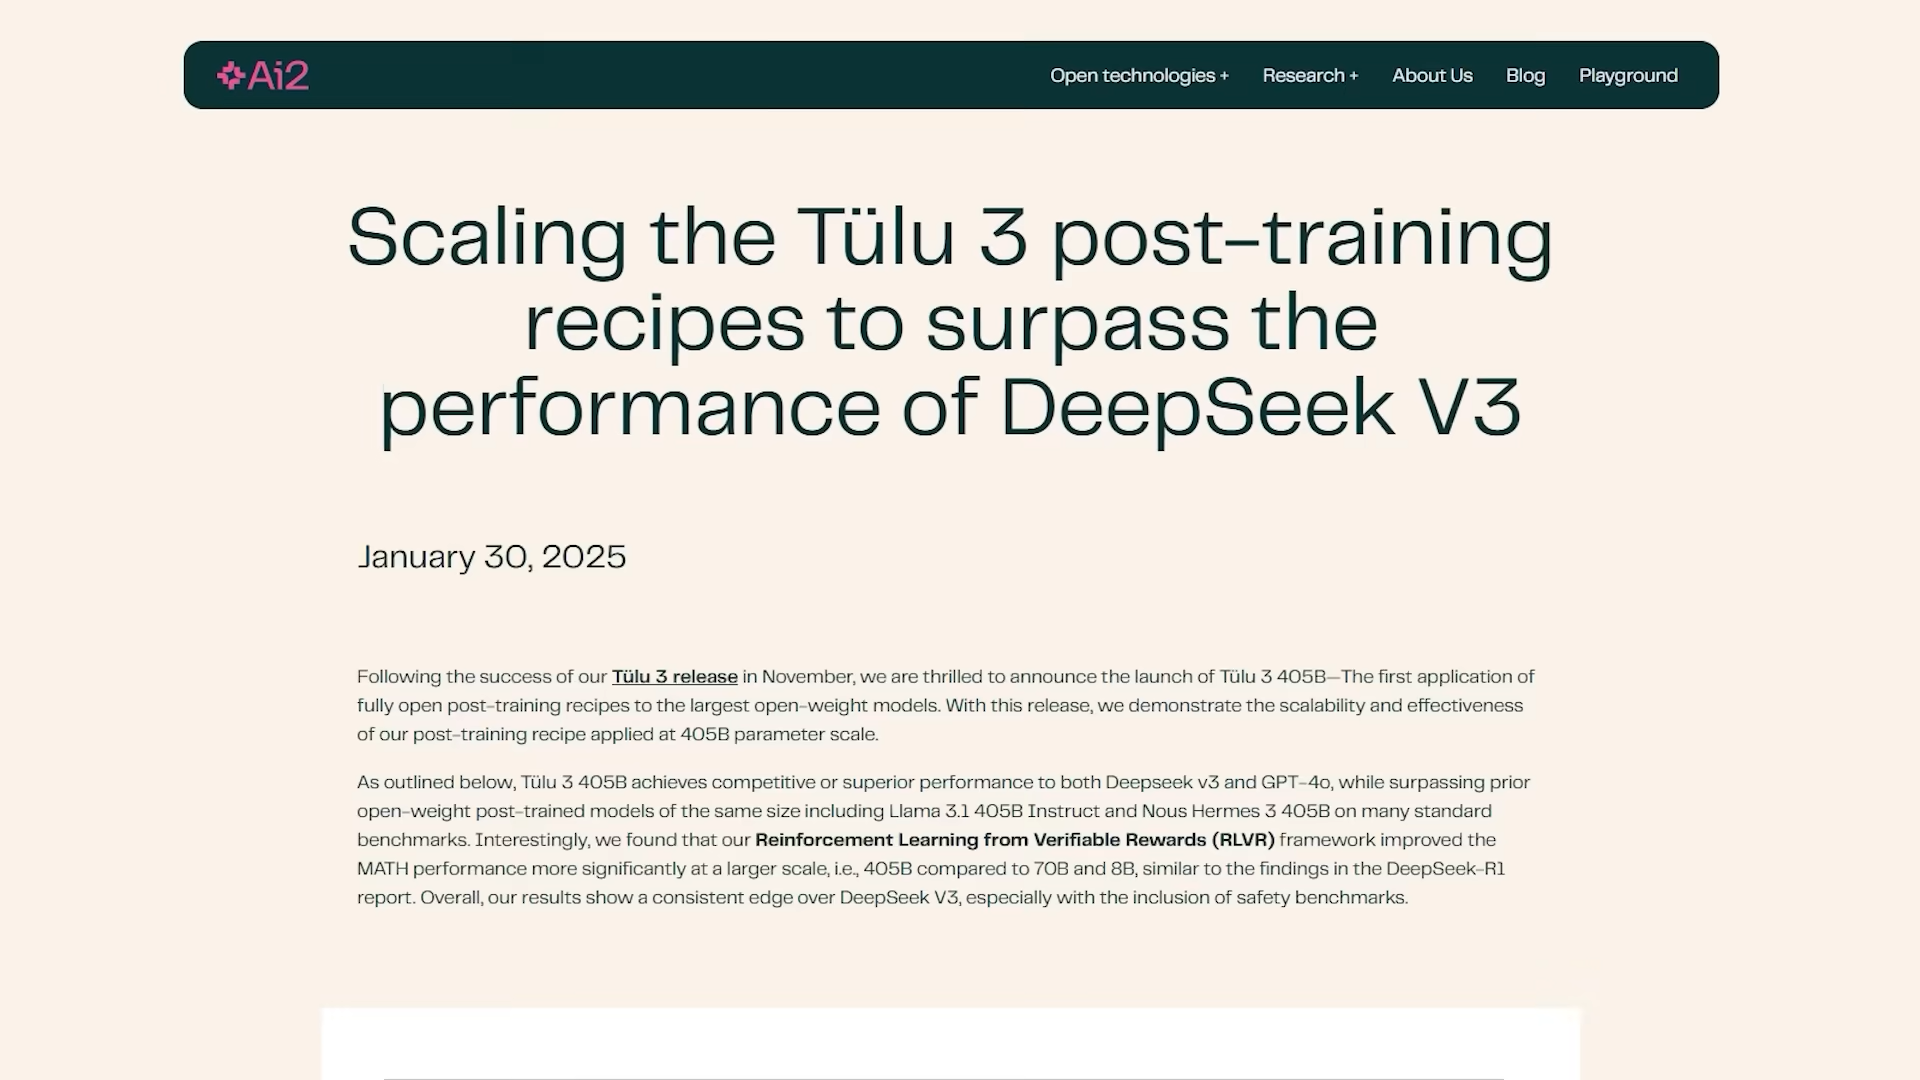 Ai2
Open technologies + Research + About Us Blog Playground
Scaling the Tülu 3 post-training
recipes to surpass the
performance of DeepSeek V3
January 30, 2025
Following the success of our Tülu 3 release in November, we are thrilled to announce the launch of Tülu 3 405B—The first application of
fully open post-training recipes to the largest open-weight models. With this release, we demonstrate the scalability and effectiveness
of our post-training recipe applied at 405B parameter scale.
As outlined below, Tülu 3 405B achieves competitive or superior performance to both Deepseek v3 and GPT-4o, while surpassing prior
open-weight post-trained models of the same size including Llama 3.1 405B Instruct and Nous Hermes 3 405B on many standard
benchmarks. Interestingly, we found that our Reinforcement Learning from Verifiable Rewards (RLVR) framework improved the
MATH performance more significantly at a larger scale, i.e., 405B compared to 70B and 8B, similar to the findings in the DeepSeek-R1
report. Overall, our results show a consistent edge over DeepSeek V3, especially with the inclusion of safety benchmarks.